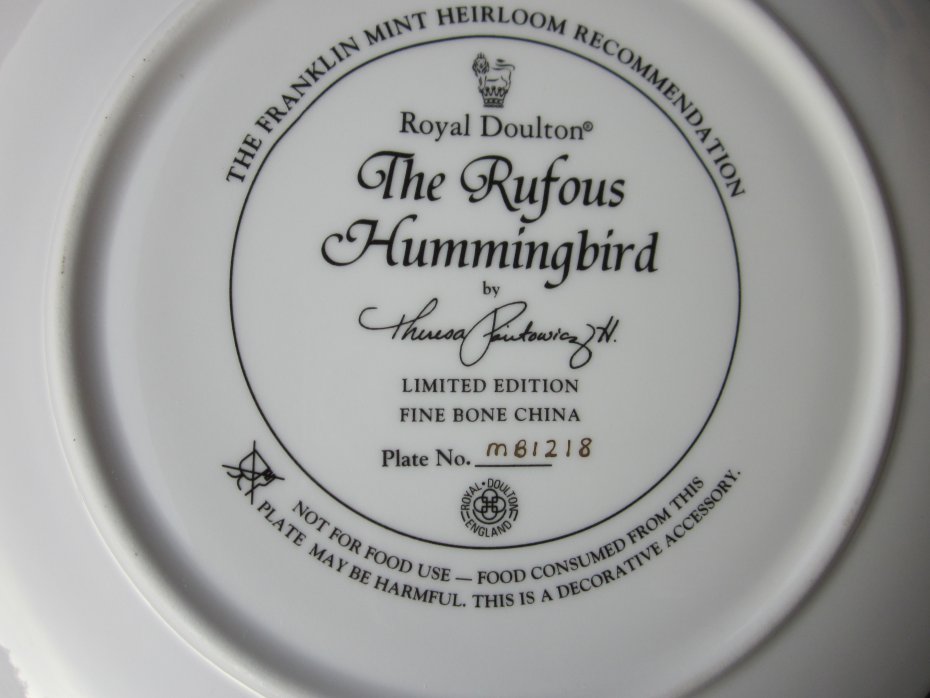 THE FRANKLIN MINT HEIRLOOM RECOMMENDATION
Royal Doulton®
The Rufous
Hummingbird
by
Theresa Politowicz H.
LIMITED EDITION
FINE BONE CHINA
Plate No. MB1218
ROYAL • DOULTON
ENGLAND
NOT FOR FOOD USE — FOOD CONSUMED FROM THIS
PLATE MAY BE HARMFUL. THIS IS A DECORATIVE ACCESSORY.